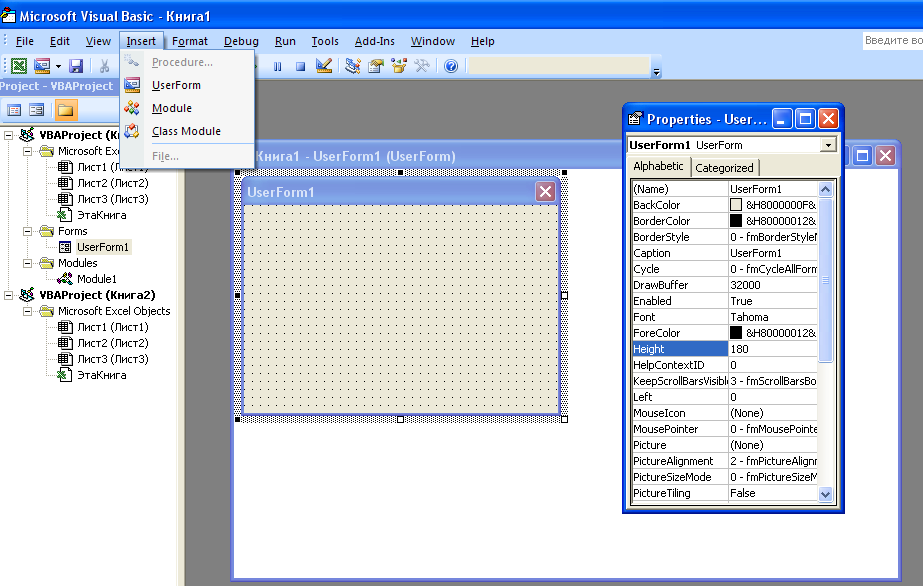 Microsoft Visual Basic - Книга1
File Edit View Insert Format Debug Run Tools Add-Ins Window Help
Введите во
Procedure...
UserForm
Module
Class Module
File...
Project - VBAProject
VBAProject (Кн
Microsoft Exc
Лист1 (Лист1)
Лист2 (Лист2)
Лист3 (Лист3)
ЭтаКнига
Forms
UserForm1
Modules
Module1
VBAProject (Книга2)
Microsoft Excel Objects
Лист1 (Лист1)
Лист2 (Лист2)
Лист3 (Лист3)
ЭтаКнига
Книга1 - UserForm1 (UserForm)
UserForm1
Properties - User...
UserForm1 UserForm
Alphabetic Categorized
(Name) UserForm1
BackColor &H8000000F&
BorderColor &H80000012&
BorderStyle 0 - fmBorderStyleN
Caption UserForm1
Cycle 0 - fmCycleAllForm
DrawBuffer 32000
Enabled True
Font Tahoma
ForeColor &H80000012&
Height 180
HelpContextID 0
KeepScrollBarsVisibl 3 - fmScrollBarsBo
Left 0
MouseIcon (None)
MousePointer 0 - fmMousePointe
Picture (None)
PictureAlignment 2 - fmPictureAlignm
PictureSizeMode 0 - fmPictureSizeM
PictureTiling False